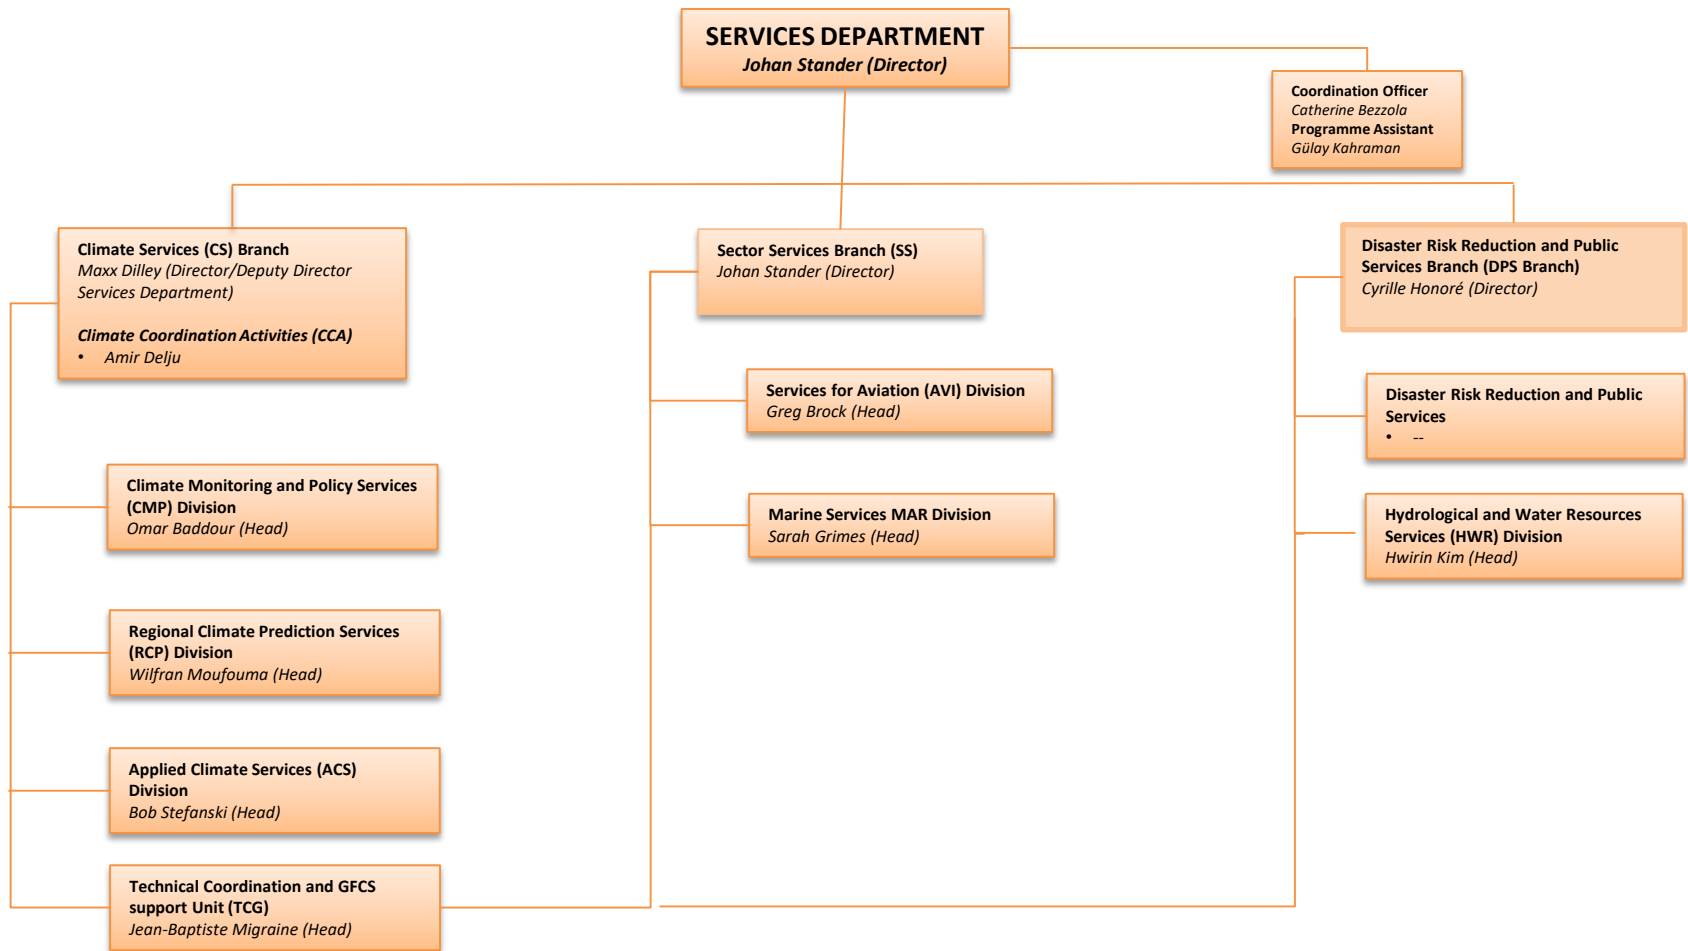 SERVICES DEPARTMENT
Johan Stander (Director)
Coordination Officer
Catherine Bezzola
Programme Assistant
Gülay Kahraman
Climate Services (CS) Branch
Maxx Dilley (Director/Deputy Director
Services Department)
Climate Coordination Activities (CCA)
• Amir Delju
Climate Monitoring and Policy Services
(CMP) Division
Omar Baddour (Head)
Regional Climate Prediction Services
(RCP) Division
Wilfran Moufouma (Head)
Applied Climate Services (ACS)
Division
Bob Stefanski (Head)
Technical Coordination and GFCS
support Unit (TCG)
Jean-Baptiste Migraine (Head)
Sector Services Branch (SS)
Johan Stander (Director)
Services for Aviation (AVI) Division
Greg Brock (Head)
Marine Services MAR Division
Sarah Grimes (Head)
Disaster Risk Reduction and Public
Services Branch (DPS Branch)
Cyrille Honoré (Director)
Disaster Risk Reduction and Public
Services
• --
Hydrological and Water Resources
Services (HWR) Division
Hwirin Kim (Head)